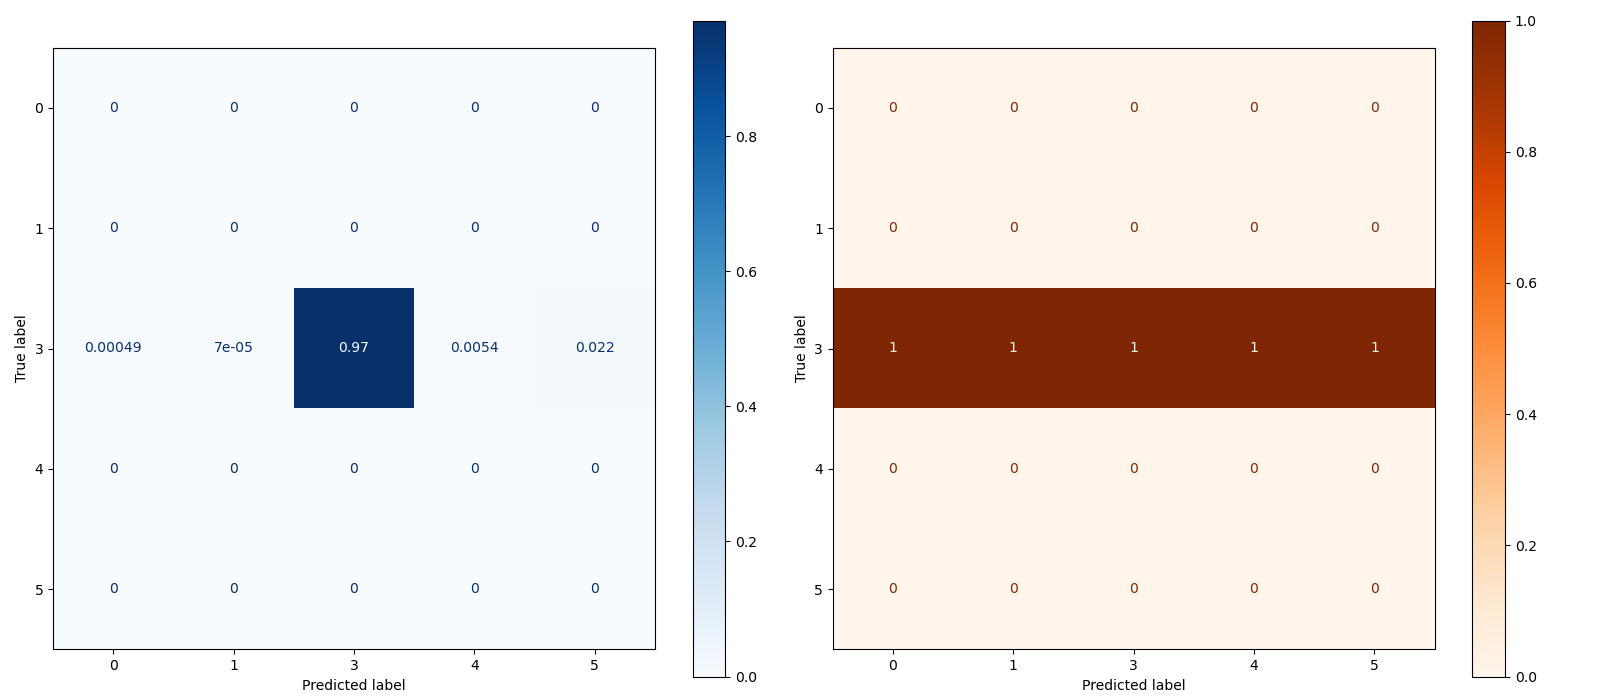 0 0 0 0 0 0
1 0 0 0 0 0
3 0.00049 7e-05 0.97 0.0054 0.022
4 0 0 0 0 0
5 0 0 0 0 0
0 1 3 4 5
True label
Predicted label
0.8
0.6
0.4
0.2
0.0
0 0 0 0 0 0
1 0 0 0 0 0
3 1 1 1 1 1
4 0 0 0 0 0
5 0 0 0 0 0
0 1 3 4 5
True label
Predicted label
1.0
0.8
0.6
0.4
0.2
0.0